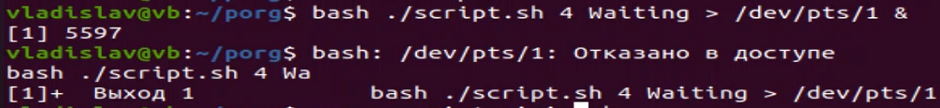 vladislav@vb:~/porg$ bash ./script.sh 4 Waiting > /dev/pts/1 &
[1] 5597
vladislav@vb:~/porg$ bash: /dev/pts/1: Отказано в доступе
bash ./script.sh 4 Wa
[1]+  Выход 1            bash ./script.sh 4 Waiting > /dev/pts/1